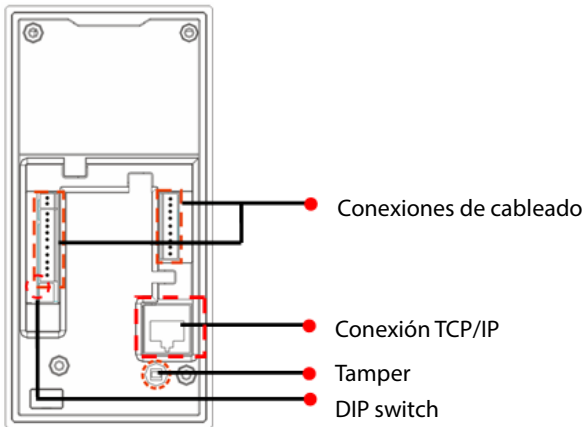 Conexiones de cableado
Conexión TCP/IP
Tamper
DIP switch